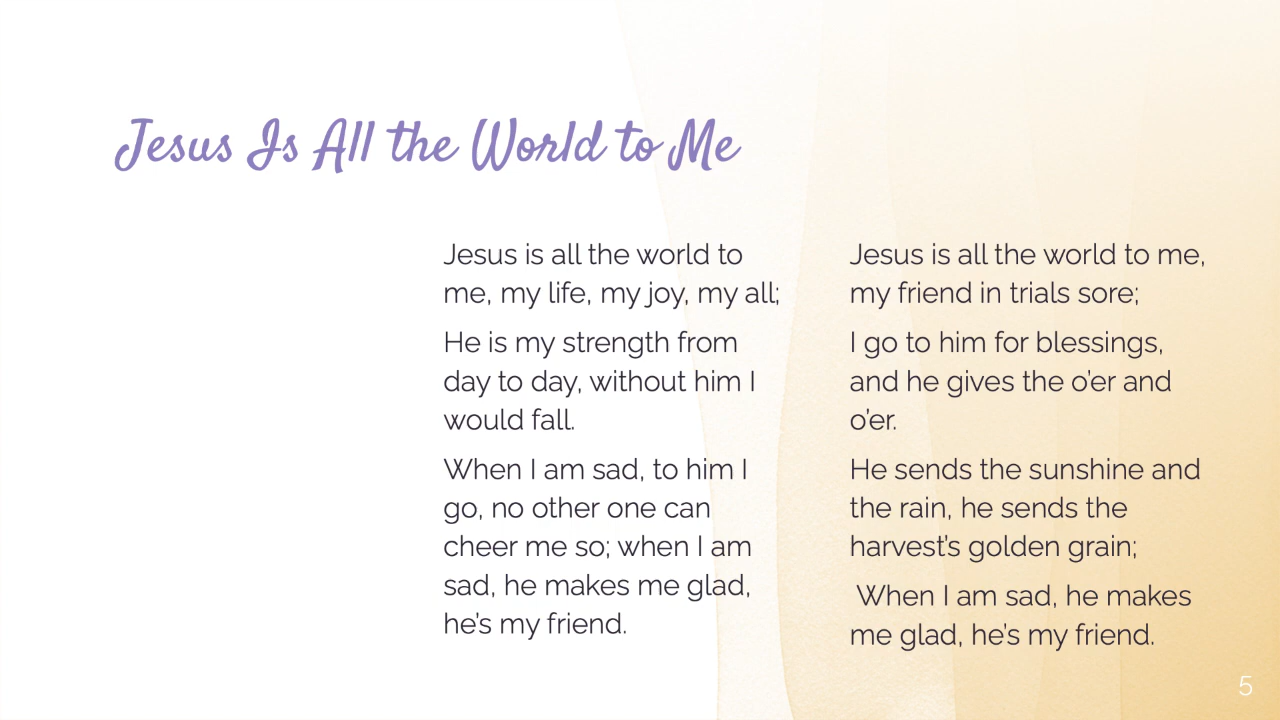 Jesus Is All the World to Me
Jesus is all the world to
me, my life, my joy, my all;
He is my strength from
day to day, without him I
would fall.
When I am sad, to him I
go, no other one can
cheer me so; when I am
sad, he makes me glad,
he's my friend.
Jesus is all the world to me,
my friend in trials sore;
I go to him for blessings,
and he gives the o'er and
o'er.
He sends the sunshine and
the rain, he sends the
harvest's golden grain;
When I am sad, he makes
me glad, he's my friend.
5